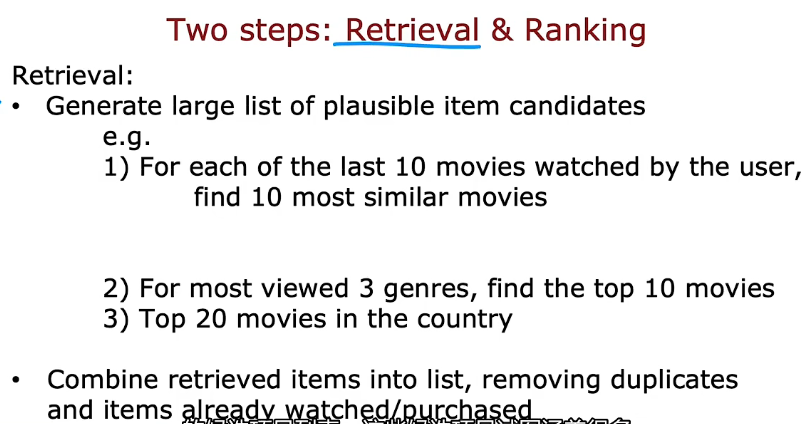 Two steps: Retrieval & Ranking
Retrieval:
• Generate large list of plausible item candidates
e.g.
1) For each of the last 10 movies watched by the user,
find 10 most similar movies
2) For most viewed 3 genres, find the top 10 movies
3) Top 20 movies in the country
• Combine retrieved items into list, removing duplicates
and items already watched/purchased